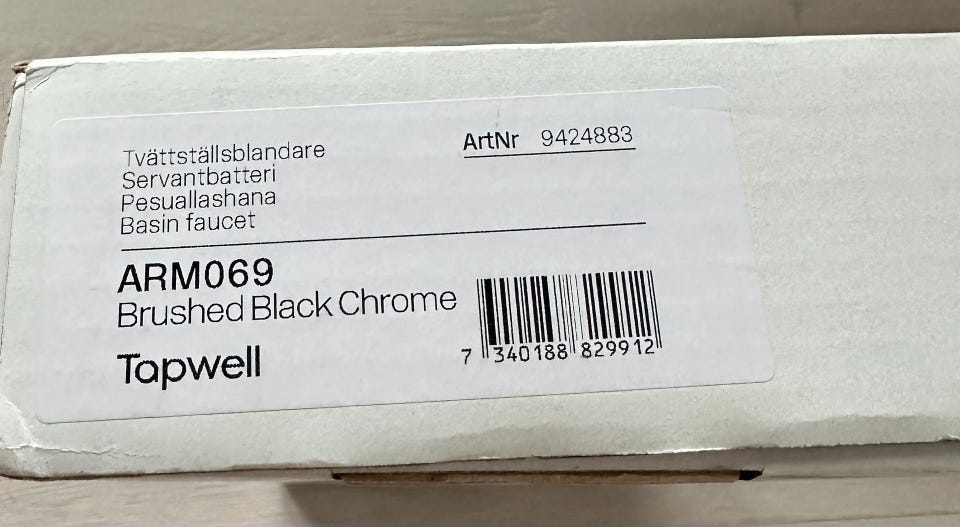 Tvättställsblandare
Servantbatteri
Pesuallashana
Basin faucet
ArtNr 9424883
ARM069
Brushed Black Chrome
Tapwell
7 340188 829912